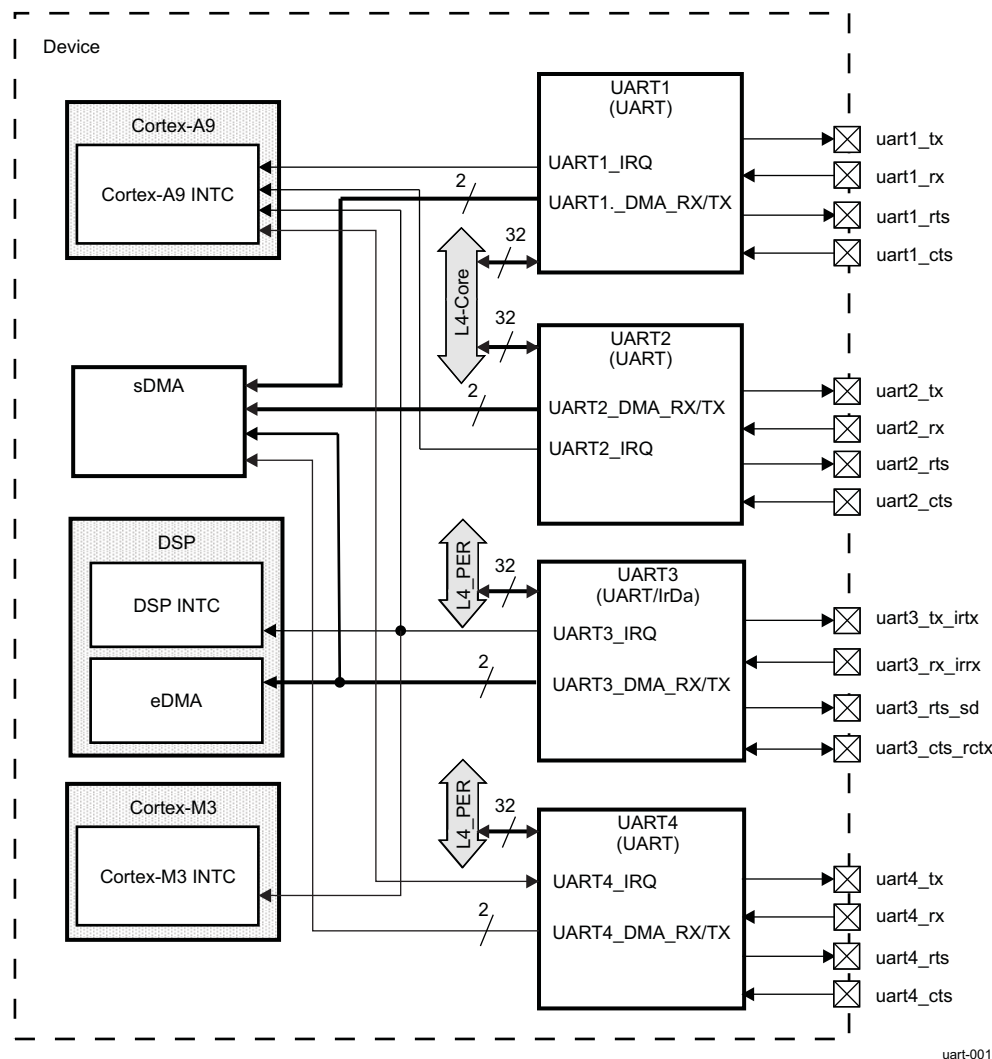 Device
Cortex-A9
Cortex-A9 INTC
sDMA
DSP
DSP INTC
eDMA
Cortex-M3
Cortex-M3 INTC
UART1
(UART)
UART1_IRQ
UART1._DMA_RX/TX
2
32
L4-Core
32
2
UART2
(UART)
UART2_DMA_RX/TX
UART2_IRQ
L4_PER
32
UART3
(UART/IrDa)
UART3_IRQ
UART3_DMA_RX/TX
2
L4_PER
32
UART4
(UART)
UART4_IRQ
UART4_DMA_RX/TX
2
uart1_tx
uart1_rx
uart1_rts
uart1_cts
uart2_tx
uart2_rx
uart2_rts
uart2_cts
uart3_tx_irtx
uart3_rx_irrx
uart3_rts_sd
uart3_cts_rctx
uart4_tx
uart4_rx
uart4_rts
uart4_cts
uart-001